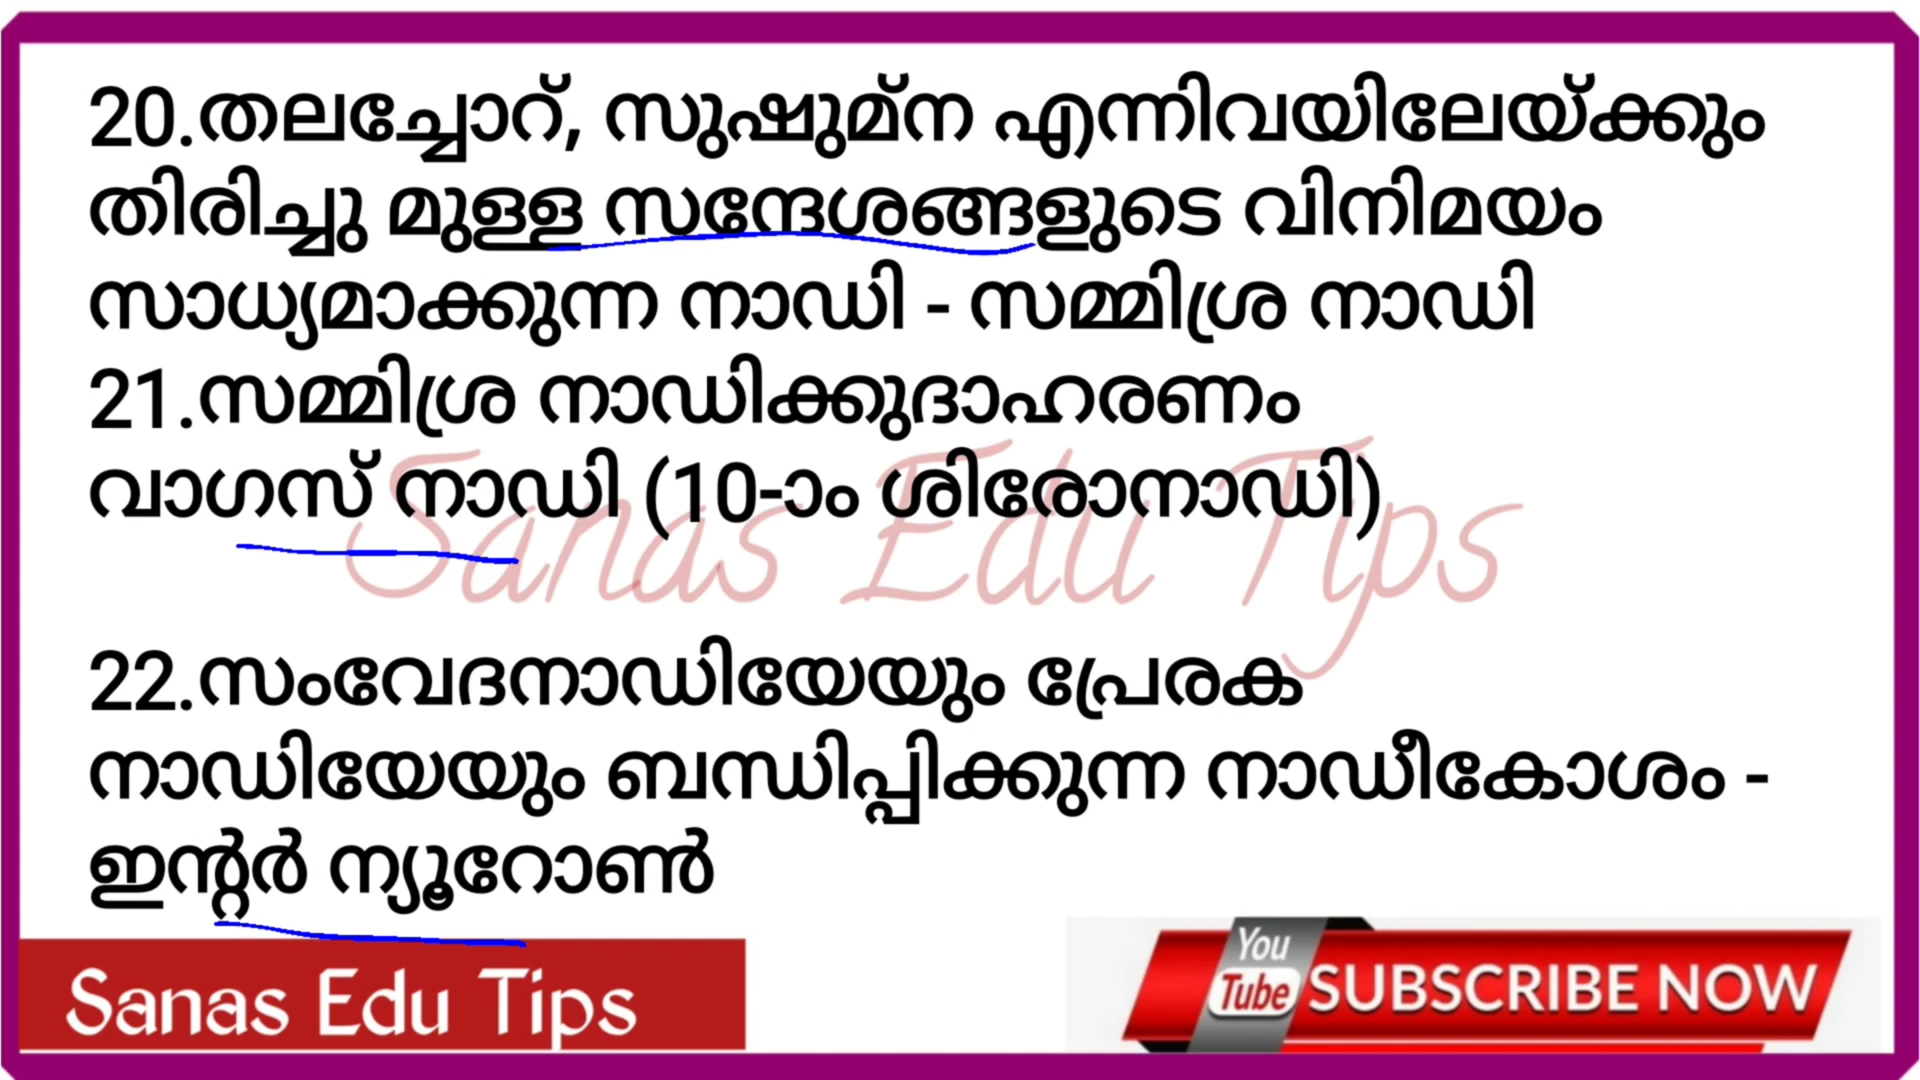 20.തലച്ചോറ്, സുഷുമ്ന എന്നിവയിലേയ്ക്കും
തിരിച്ചു മുള്ള സന്ദേശങ്ങളുടെ വിനിമയം
സാധ്യമാക്കുന്ന നാഡി - സമ്മിശ്ര നാഡി
21.സമ്മിശ്ര നാഡിക്കുദാഹരണം
വാഗസ് നാഡി (10-ാം ശിരോനാഡി)
Sanas Edu Tips
22.സംവേദനാഡിയേയും പ്രേരക
നാഡിയേയും ബന്ധിപ്പിക്കുന്ന നാഡീകോശം -
ഇന്റർ ന്യൂറോൺ
Sanas Edu Tips
You
Tube SUBSCRIBE NOW